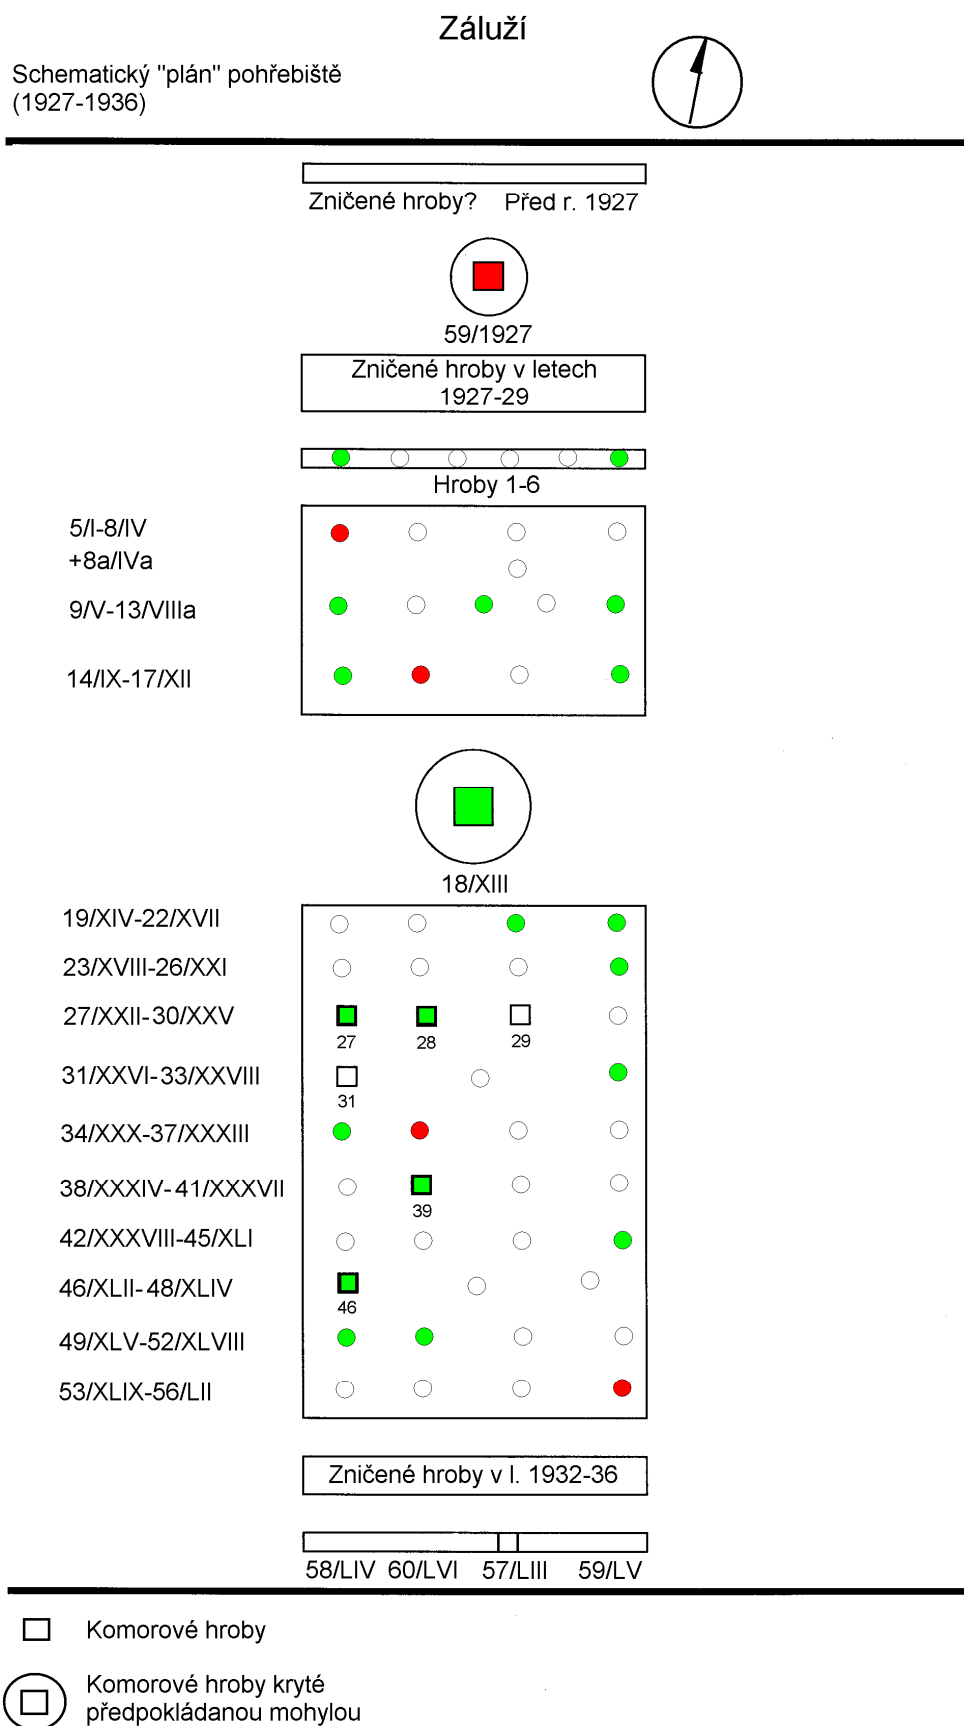 Záluží
Schematický "plán" pohřebiště
(1927-1936)
Zničené hroby? Před r. 1927
59/1927
Zničené hroby v letech
1927-29
Hroby 1-6
5/I-8/IV
+8a/IVa
9/V-13/VIIIa
14/IX-17/XII
18/XIII
19/XIV-22/XVII
23/XVIII-26/XXI
27/XXII-30/XXV
27 28 29
31/XXVI-33/XXVIII
31
34/XXX-37/XXXIII
38/XXXIV-41/XXXVII
39
42/XXXVIII-45/XLI
46/XLII-48/XLIV
46
49/XLV-52/XLVIII
53/XLIX-56/LII
Zničené hroby v l. 1932-36
58/LIV 60/LVI 57/LIII 59/LV
Komorové hroby
Komorové hroby kryté
předpokládanou mohylou